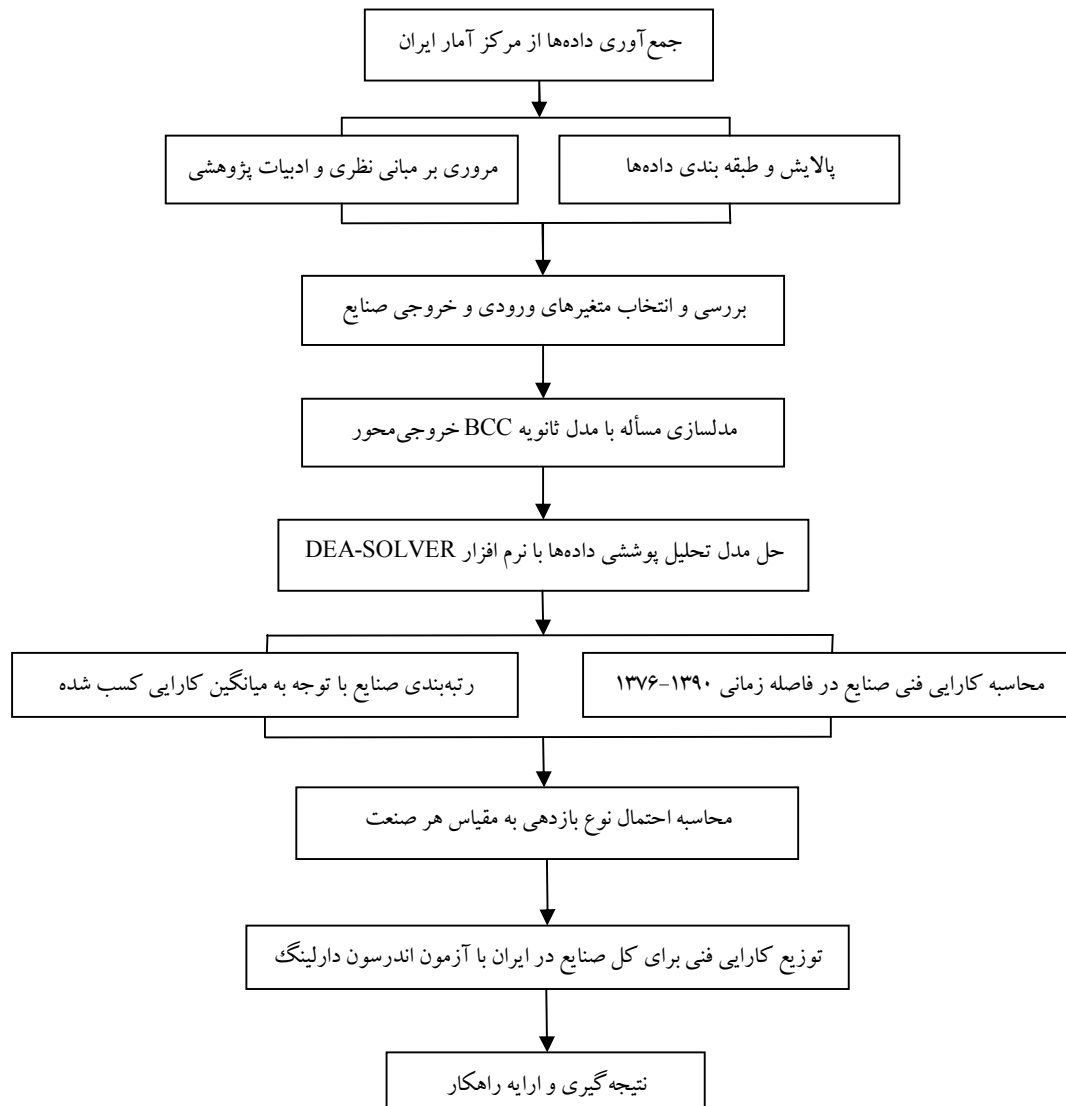 جمع‌آوری داده‌ها از مرکز آمار ایران
پالایش و طبقه بندی داده‌ها
مروری بر مبانی نظری و ادبیات پژوهشی
بررسی و انتخاب متغیرهای ورودی و خروجی صنایع
مدلسازی مسأله با مدل ثانویه BCC خروجی‌محور
حل مدل تحلیل پوششی داده‌ها با نرم افزار DEA-SOLVER
محاسبه کارایی فنی صنایع در فاصله زمانی ۱۳۹۰-۱۳۷۶
رتبه‌بندی صنایع با توجه به میانگین کارایی کسب شده
محاسبه احتمال نوع بازدهی به مقیاس هر صنعت
توزیع کارایی فنی برای کل صنایع در ایران با آزمون اندرسون دارلینگ
نتیجه‌گیری و ارایه راهکار